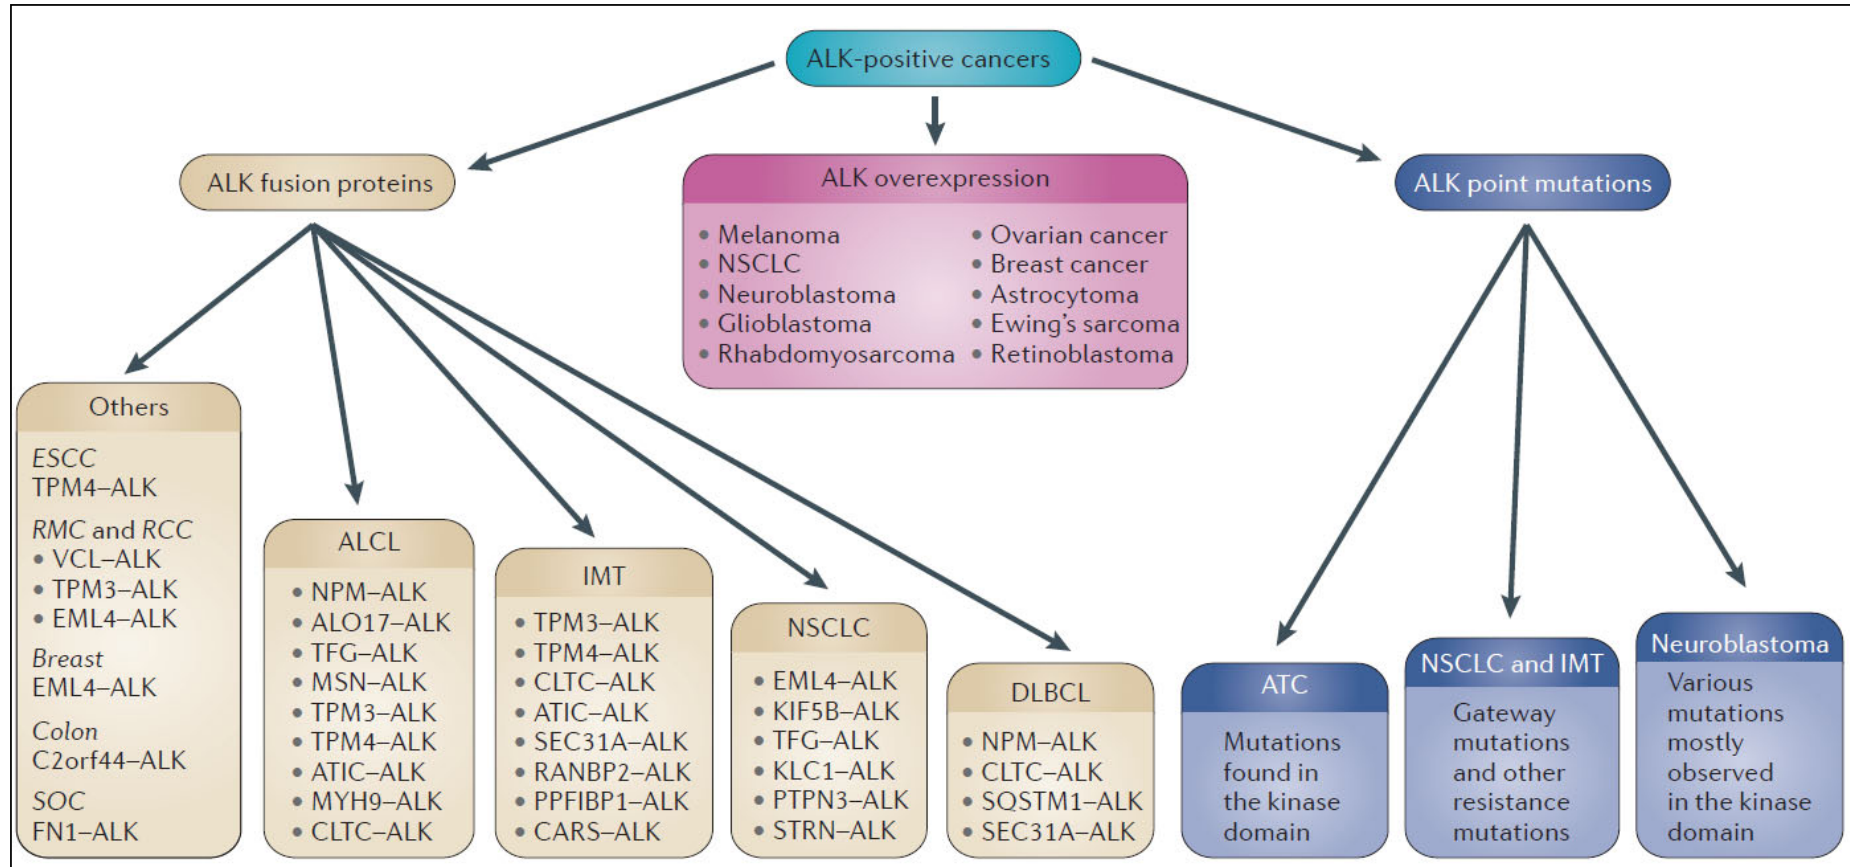 ALK-positive cancers
ALK fusion proteins
ALK overexpression
• Melanoma
• NSCLC
• Neuroblastoma
• Glioblastoma
• Rhabdomyosarcoma
• Ovarian cancer
• Breast cancer
• Astrocytoma
• Ewing's sarcoma
• Retinoblastoma
ALK point mutations
Others
ESCC
TPM4–ALK
RMC and RCC
• VCL–ALK
• TPM3–ALK
• EML4–ALK
Breast
EML4–ALK
Colon
C2orf44–ALK
SOC
FN1–ALK
ALCL
• NPM–ALK
• ALO17–ALK
• TFG–ALK
• MSN–ALK
• TPM3–ALK
• TPM4–ALK
• ATIC–ALK
• MYH9–ALK
• CLTC–ALK
IMT
• TPM3–ALK
• TPM4–ALK
• CLTC–ALK
• ATIC–ALK
• SEC31A–ALK
• RANBP2–ALK
• PPFIBP1–ALK
• CARS–ALK
NSCLC
• EML4–ALK
• KIF5B–ALK
• TFG–ALK
• KLC1–ALK
• PTPN3–ALK
• STRN–ALK
DLBCL
• NPM–ALK
• CLTC–ALK
• SQSTM1–ALK
• SEC31A–ALK
ATC
Mutations
found in
the kinase
domain
NSCLC and IMT
Gateway
mutations
and other
resistance
mutations
Neuroblastoma
Various
mutations
mostly
observed
in the kinase
domain